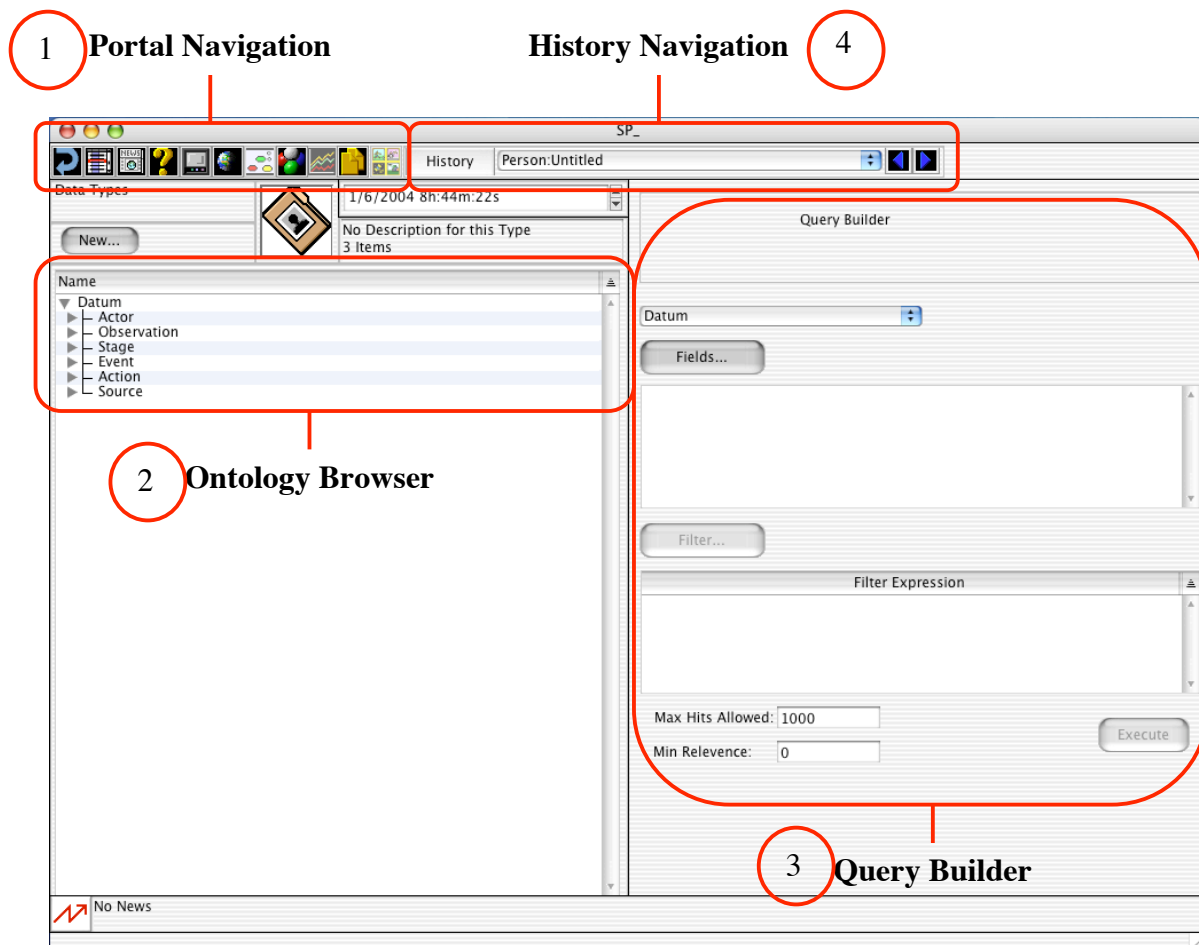 1 Portal Navigation
History Navigation 4
SP_
NEWS
History Person:Untitled
Data Types
1/6/2004 8h:44m:22s
New...
No Description for this Type
3 Items
Query Builder
Name
Datum
Actor
Observation
Stage
Event
Action
Source
Datum
Fields...
2 Ontology Browser
Filter...
Filter Expression
Max Hits Allowed: 1000
Min Relevence: 0
Execute
3 Query Builder
No News